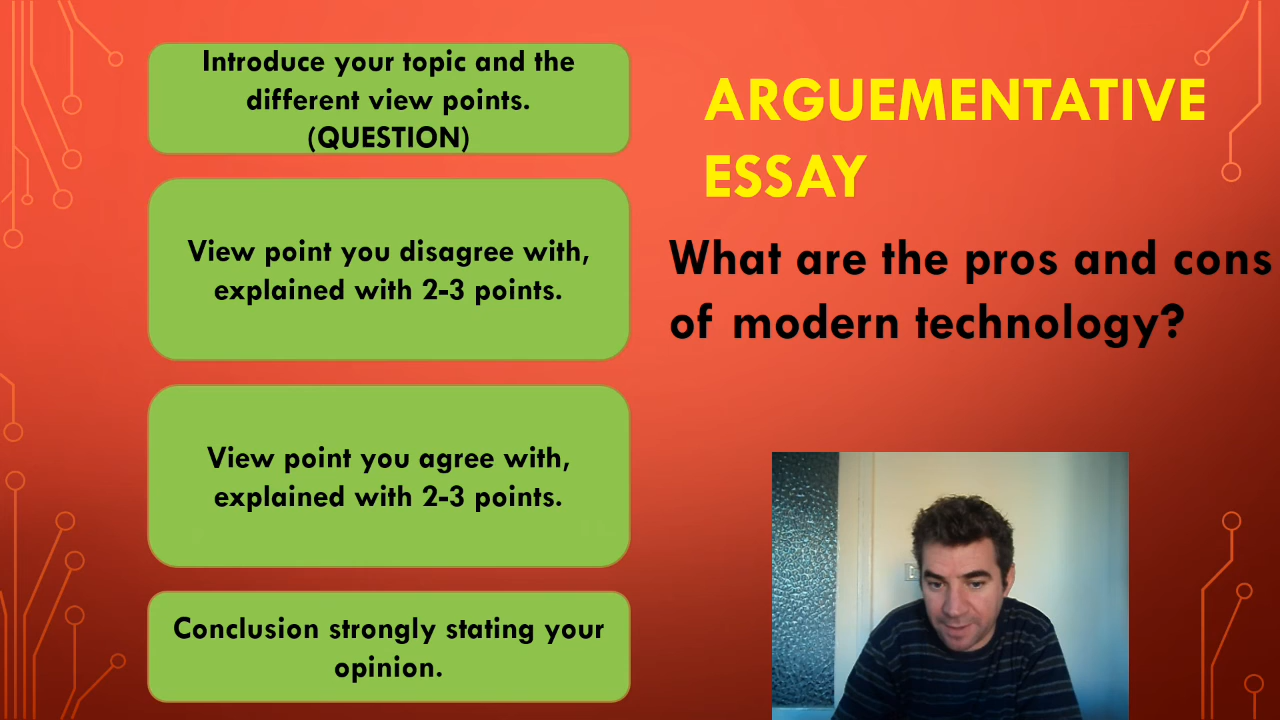 Introduce your topic and the
different view points.
(QUESTION)
View point you disagree with,
explained with 2-3 points.
View point you agree with,
explained with 2-3 points.
Conclusion strongly stating your
opinion.
ARGUEMENTATIVE
ESSAY
What are the pros and cons
of modern technology?